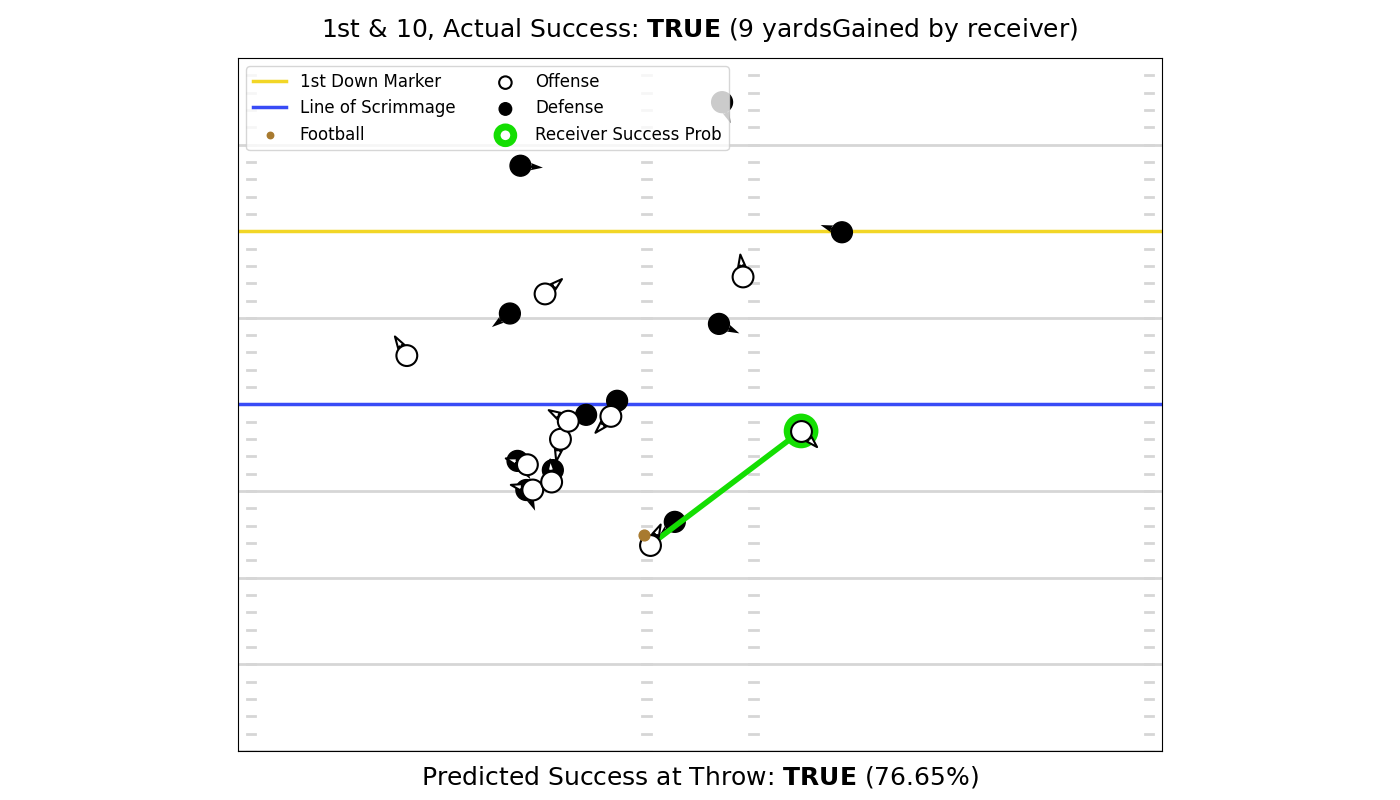 1st & 10, Actual Success: TRUE (9 yardsGained by receiver)
1st Down Marker
Line of Scrimmage
Football
Offense
Defense
Receiver Success Prob
Predicted Success at Throw: TRUE (76.65%)